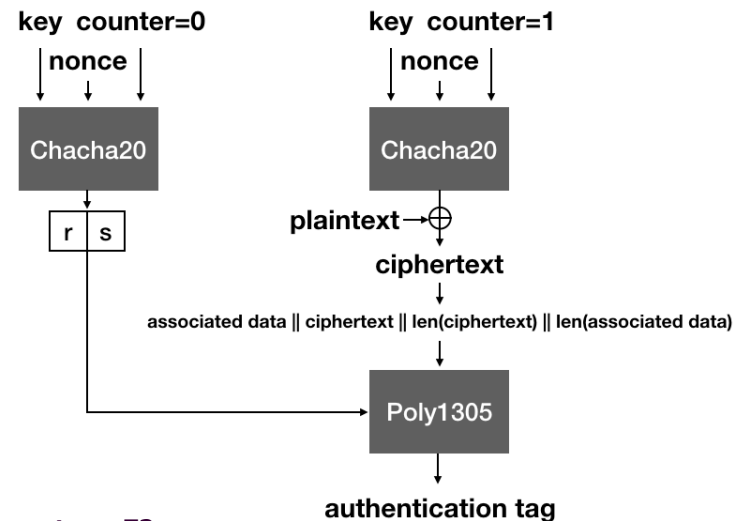 key counter=0
nonce
Chacha20
r s
key counter=1
nonce
Chacha20
plaintext
ciphertext
associated data || ciphertext || len(ciphertext) || len(associated data)
Poly1305
authentication tag